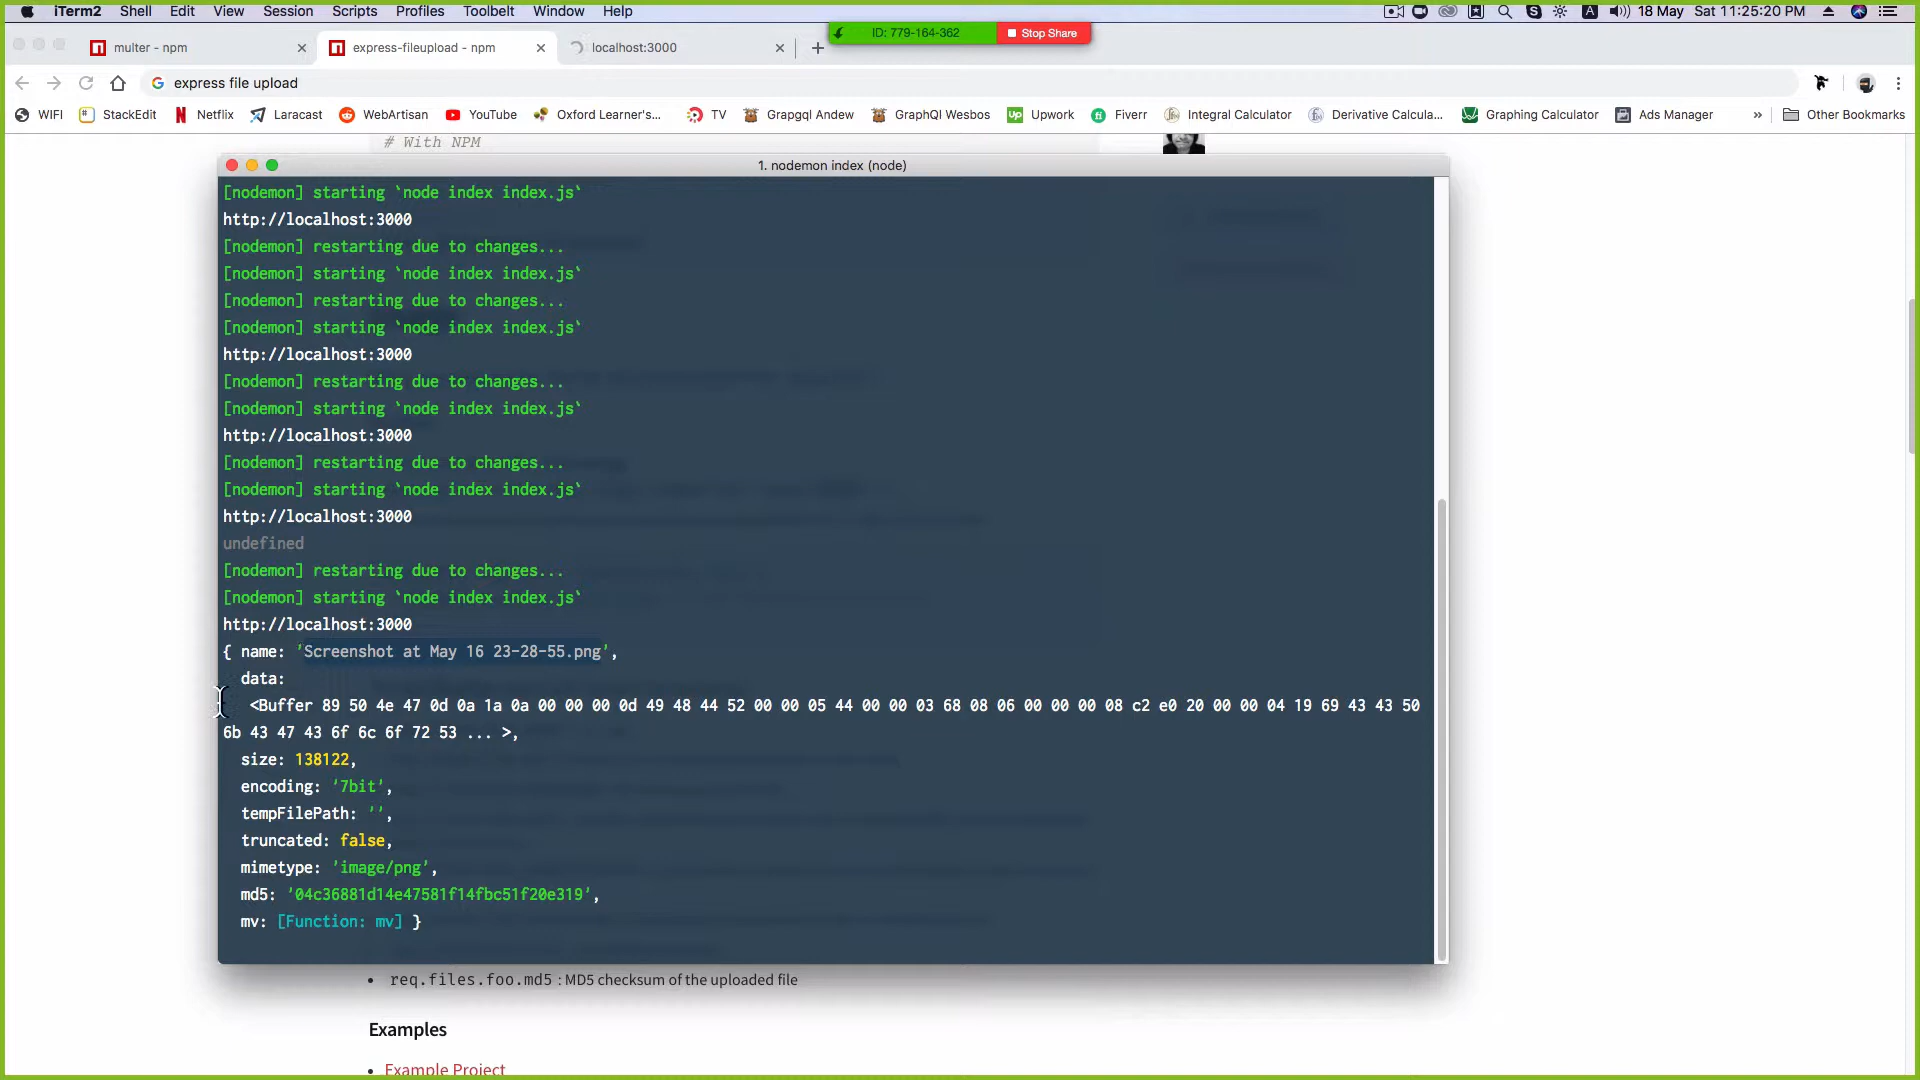 iTerm2 Shell Edit View Session Scripts Profiles Toolbelt Window Help
18 May Sat 11:25:20 PM
ID: 779-164-362 Stop Share
multer - npm express-fileupload - npm localhost:3000
express file upload
WIFI StackEdit Netflix Laracast WebArtisan YouTube Oxford Learner's... TV Grapgql Andew GraphQl Wesbos Upwork Fiverr Integral Calculator Derivative Calcula... Graphing Calculator Ads Manager » Other Bookmarks
# With NPM
1. nodemon index (node)
[nodemon] starting `node index index.js`
http://localhost:3000
[nodemon] restarting due to changes...
[nodemon] starting `node index index.js`
[nodemon] restarting due to changes...
[nodemon] starting `node index index.js`
http://localhost:3000
[nodemon] restarting due to changes...
[nodemon] starting `node index index.js`
http://localhost:3000
[nodemon] restarting due to changes...
[nodemon] starting `node index index.js`
http://localhost:3000
undefined
[nodemon] restarting due to changes...
[nodemon] starting `node index index.js`
http://localhost:3000
{ name: 'Screenshot at May 16 23-28-55.png',
data:
<Buffer 89 50 4e 47 0d 0a 1a 0a 00 00 00 0d 49 48 44 52 00 00 05 44 00 00 03 68 08 06 00 00 00 08 c2 e0 20 00 00 04 19 69 43 43 50
6b 43 47 43 6f 6c 6f 72 53 ... >,
size: 138122,
encoding: '7bit',
tempFilePath: '',
truncated: false,
mimetype: 'image/png',
md5: '04c36881d14e47581f14fbc51f20e319',
mv: [Function: mv] }
• req.files.foo.md5 : MD5 checksum of the uploaded file
Examples
• Example Project